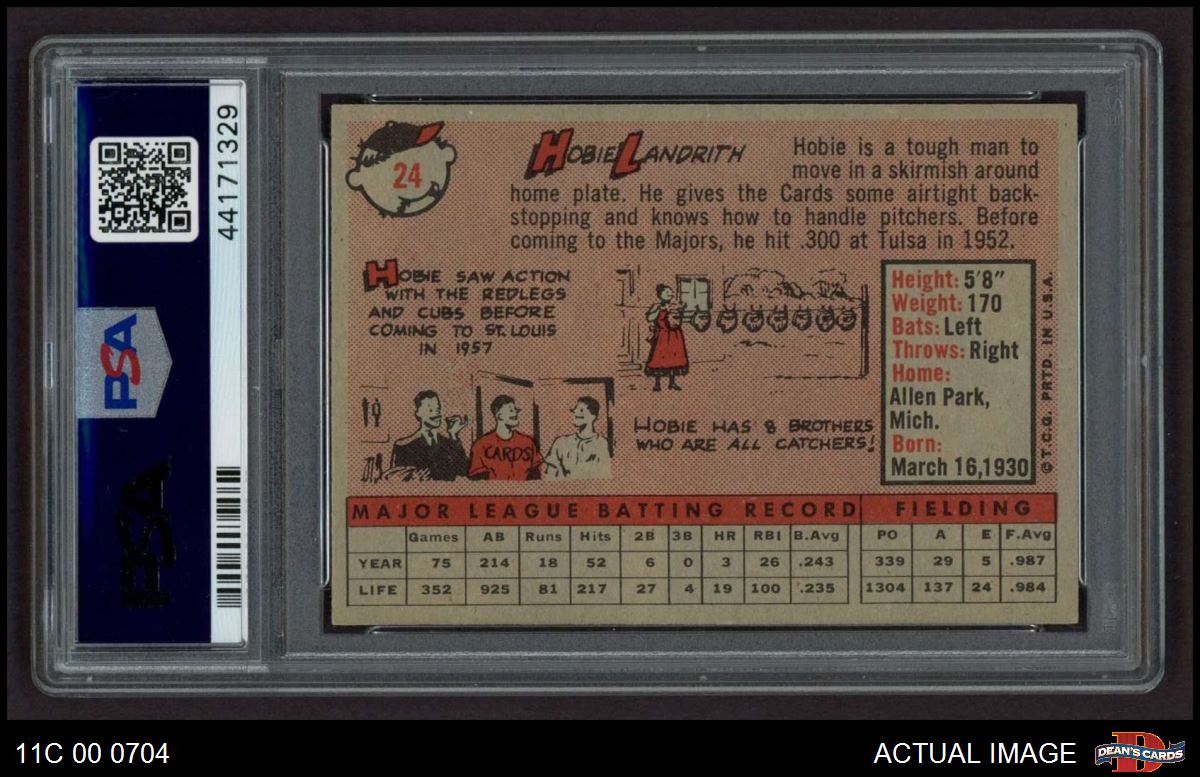 44171329
PSA
PSA
24
HOBIE LANDRITH
Hobie is a tough man to
move in a skirmish around
home plate. He gives the Cards some airtight back-
stopping and knows how to handle pitchers. Before
coming to the Majors, he hit .300 at Tulsa in 1952.
HOBIE SAW ACTION
WITH THE REDLEGS
AND CUBS BEFORE
COMING TO ST. LOUIS
IN 1957
CARDS
HOBIE HAS 8 BROTHERS
WHO ARE ALL CATCHERS!
Height: 5'8"
Weight: 170
Bats: Left
Throws: Right
Home:
Allen Park,
Mich.
Born:
March 16,1930
©T.C.G. PRTD. IN U.S.A.
MAJOR LEAGUE BATTING RECORD FIELDING
Games AB Runs Hits 2B 3B HR RBI B.Avg PO A E F.Avg
YEAR 75 214 18 52 6 0 3 26 .243 339 29 5 .987
LIFE 352 925 81 217 27 4 19 100 .235 1304 137 24 .984
11C 00 0704
ACTUAL IMAGE
DEAN'S CARDS